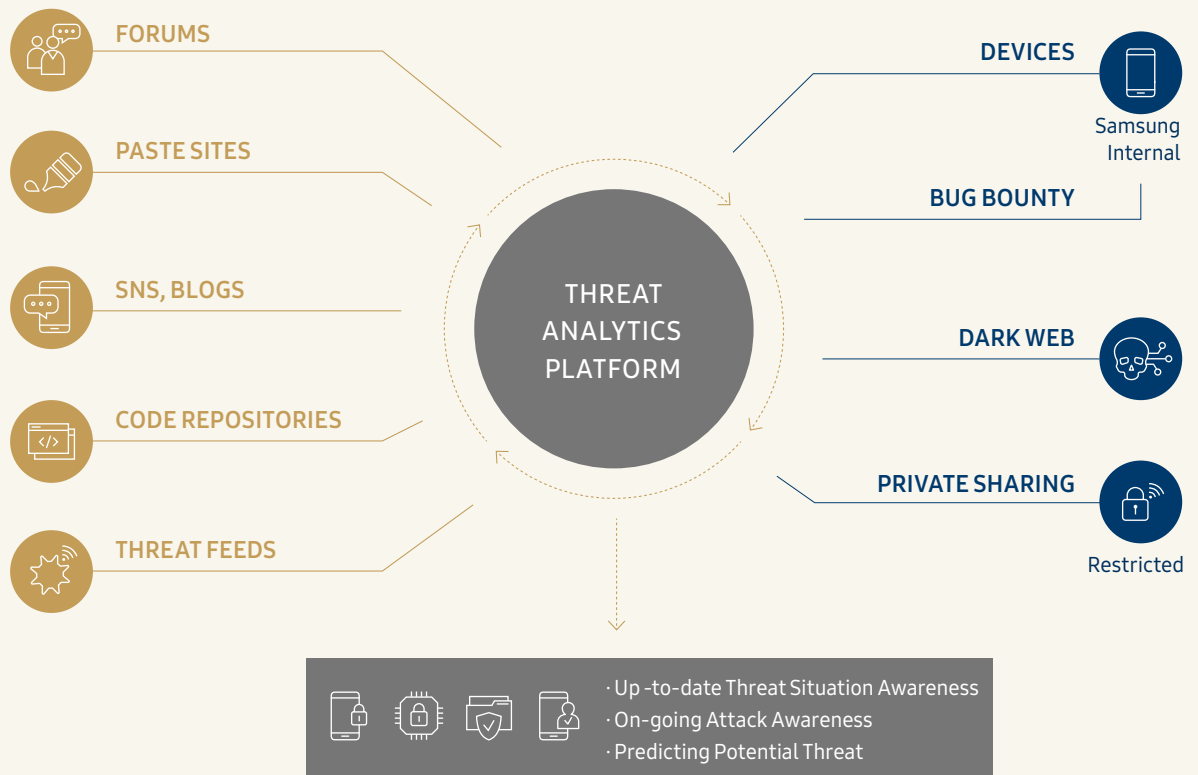 FORUMS
PASTE SITES
SNS, BLOGS
CODE REPOSITORIES
THREAT FEEDS
THREAT
ANALYTICS
PLATFORM
DEVICES
Samsung
Internal
BUG BOUNTY
DARK WEB
PRIVATE SHARING
Restricted
· Up -to-date Threat Situation Awareness
· On-going Attack Awareness
· Predicting Potential Threat